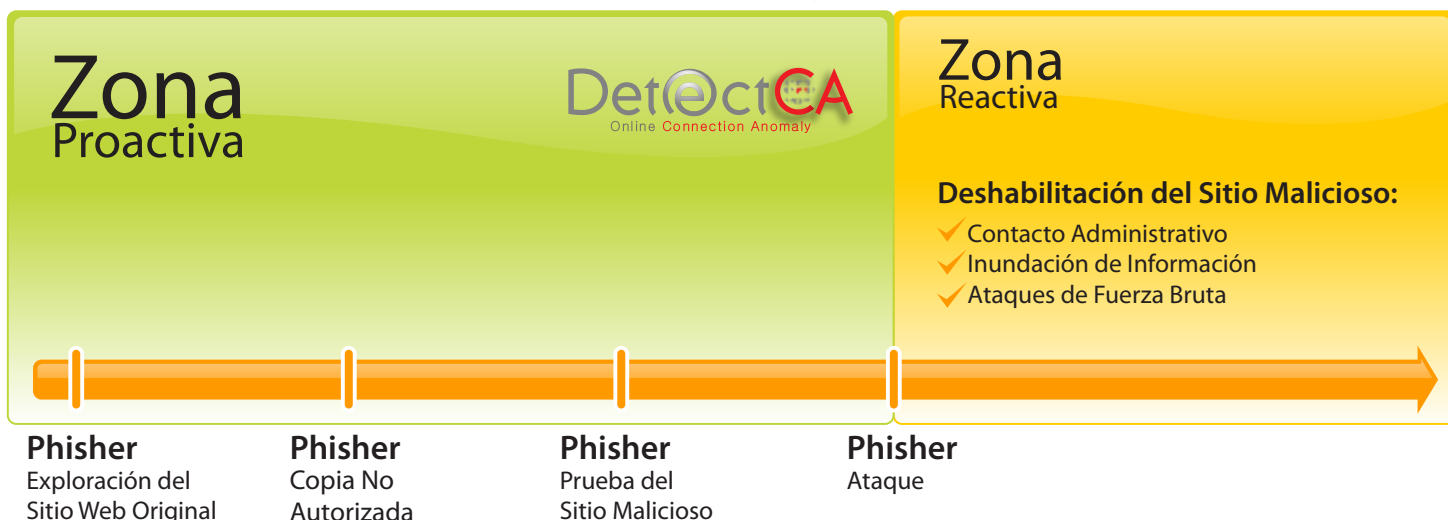 Zona
Proactiva
DetectCA
Online Connection Anomaly
Zona
Reactiva
Deshabilitación del Sitio Malicioso:
Contacto Administrativo
Inundación de Información
Ataques de Fuerza Bruta
Phisher
Exploración del
Sitio Web Original
Phisher
Copia No
Autorizada
Phisher
Prueba del
Sitio Malicioso
Phisher
Ataque